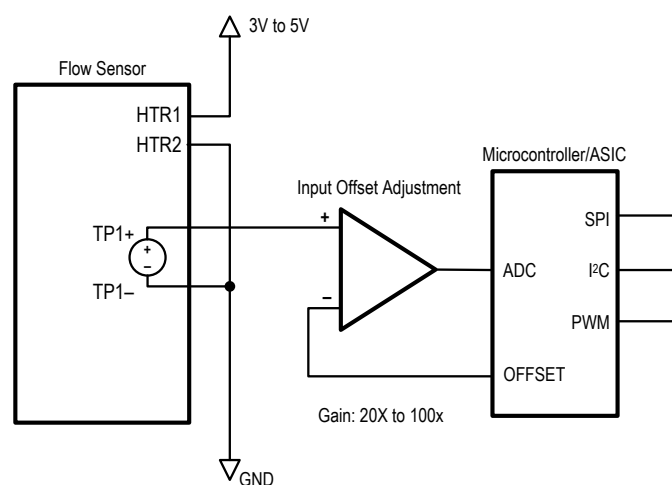 3V to 5V
Flow Sensor
HTR1
HTR2
Microcontroller/ASIC
Input Offset Adjustment
SPI
+
TP1+
+
–
ADC
I²C
–
TP1–
PWM
OFFSET
Gain: 20X to 100x
GND